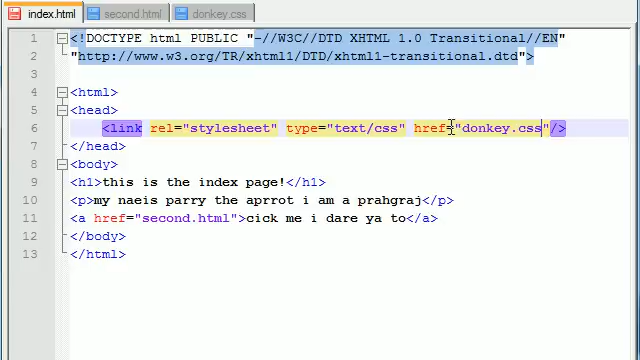 index.html second.html donkey.css
1 <!DOCTYPE html PUBLIC "-//W3C//DTD XHTML 1.0 Transitional//EN"
2 "http://www.w3.org/TR/xhtml1/DTD/xhtml1-transitional.dtd">
3
4 <html>
5 <head>
6 <link rel="stylesheet" type="text/css" href="donkey.css"/>
7 </head>
8 <body>
9 <h1>this is the index page!</h1>
10 <p>my naeis parry the aprrot i am a prahgraj</p>
11 <a href="second.html">cick me i dare ya to</a>
12 </body>
13 </html>